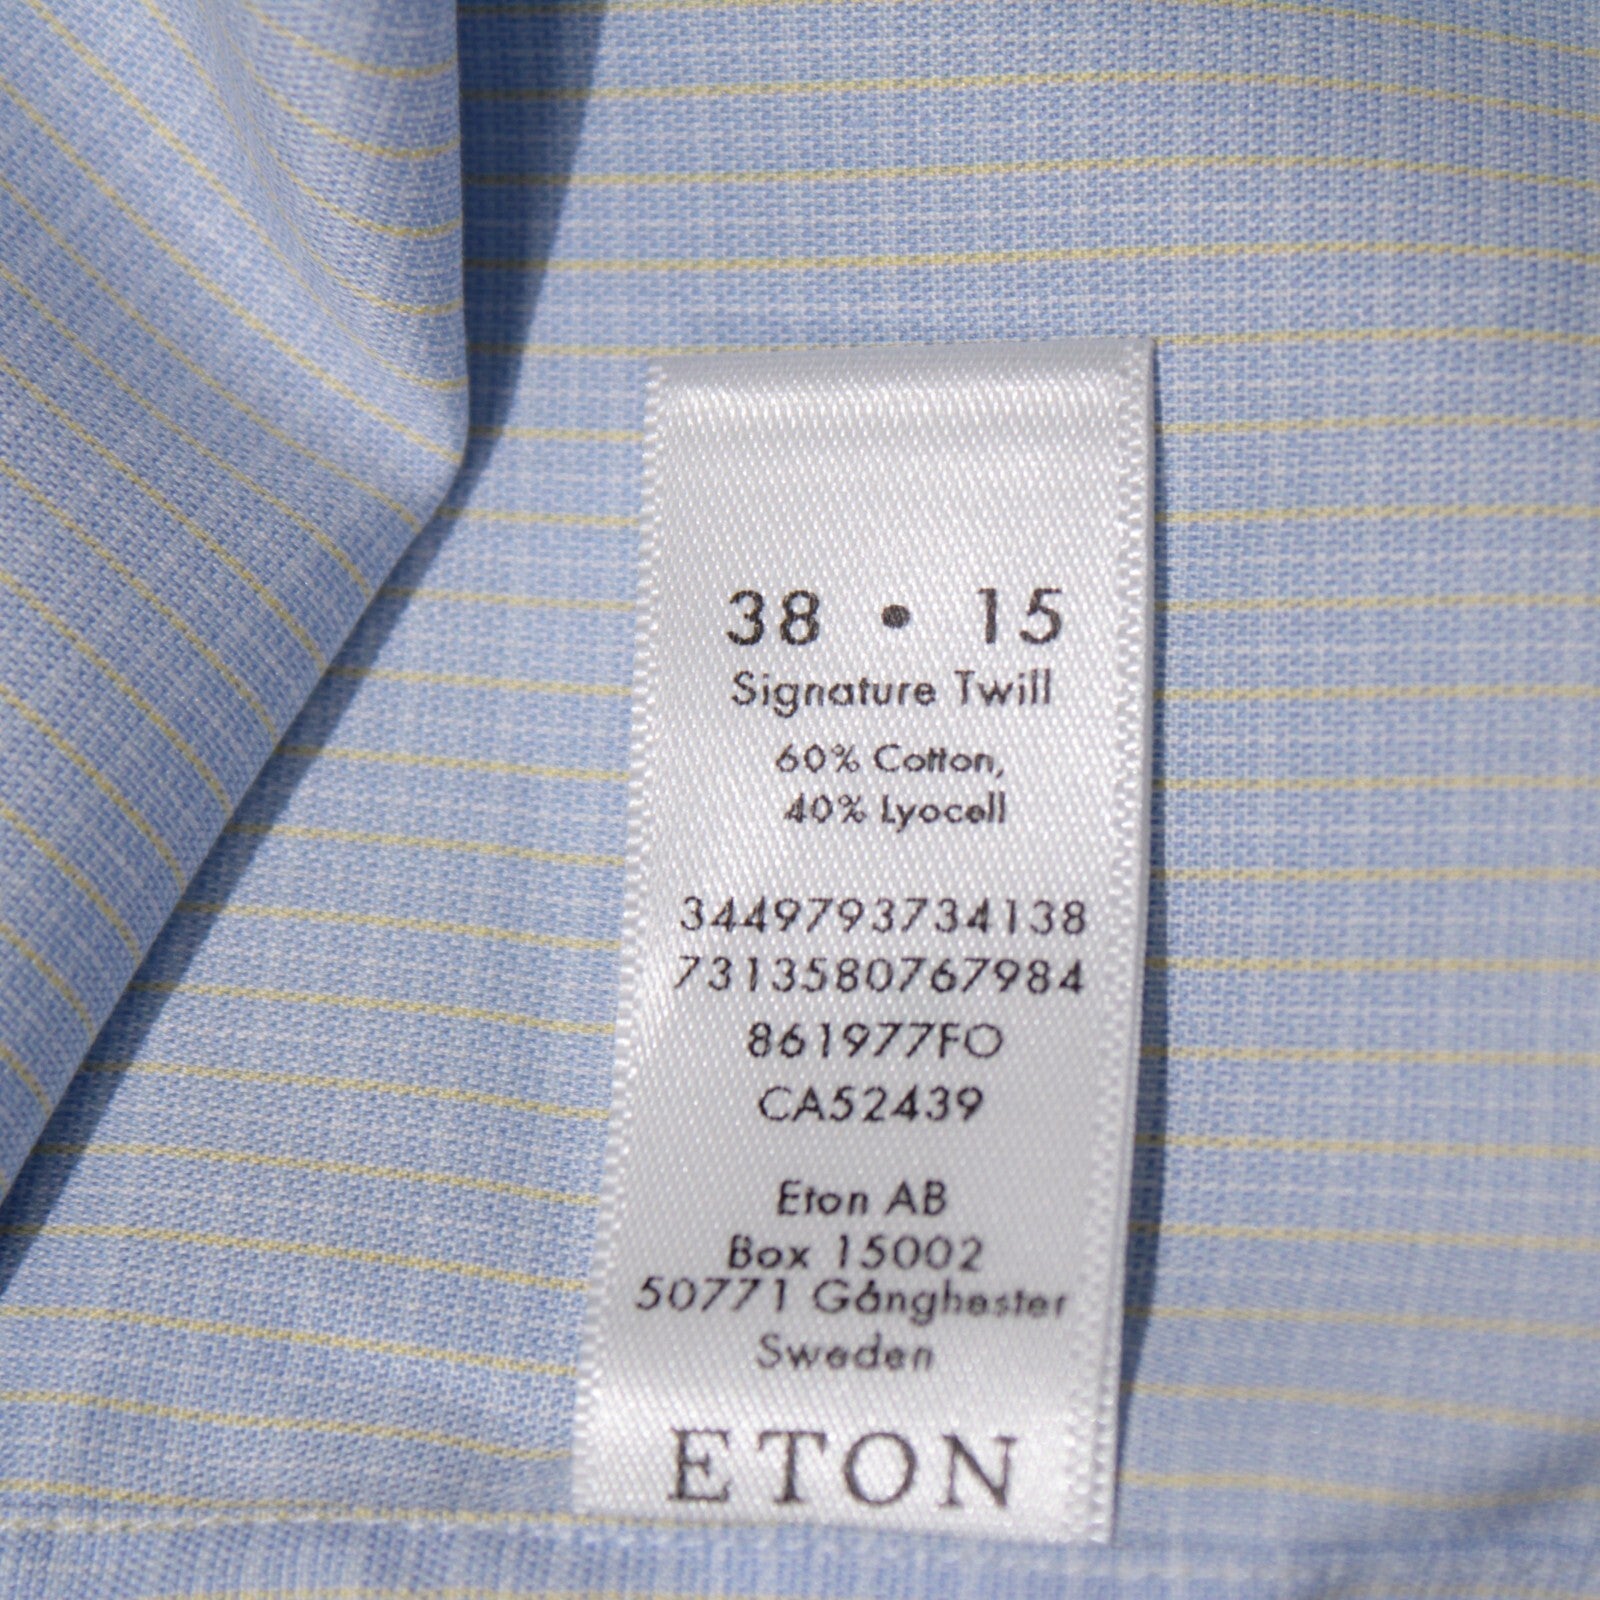 38 • 15
Signature Twill
60% Cotton,
40% Lyocell
3449793734138
7313580767984
861977FO
CA52439
Eton AB
Box 15002
50771 Gånghester
Sweden
ETON